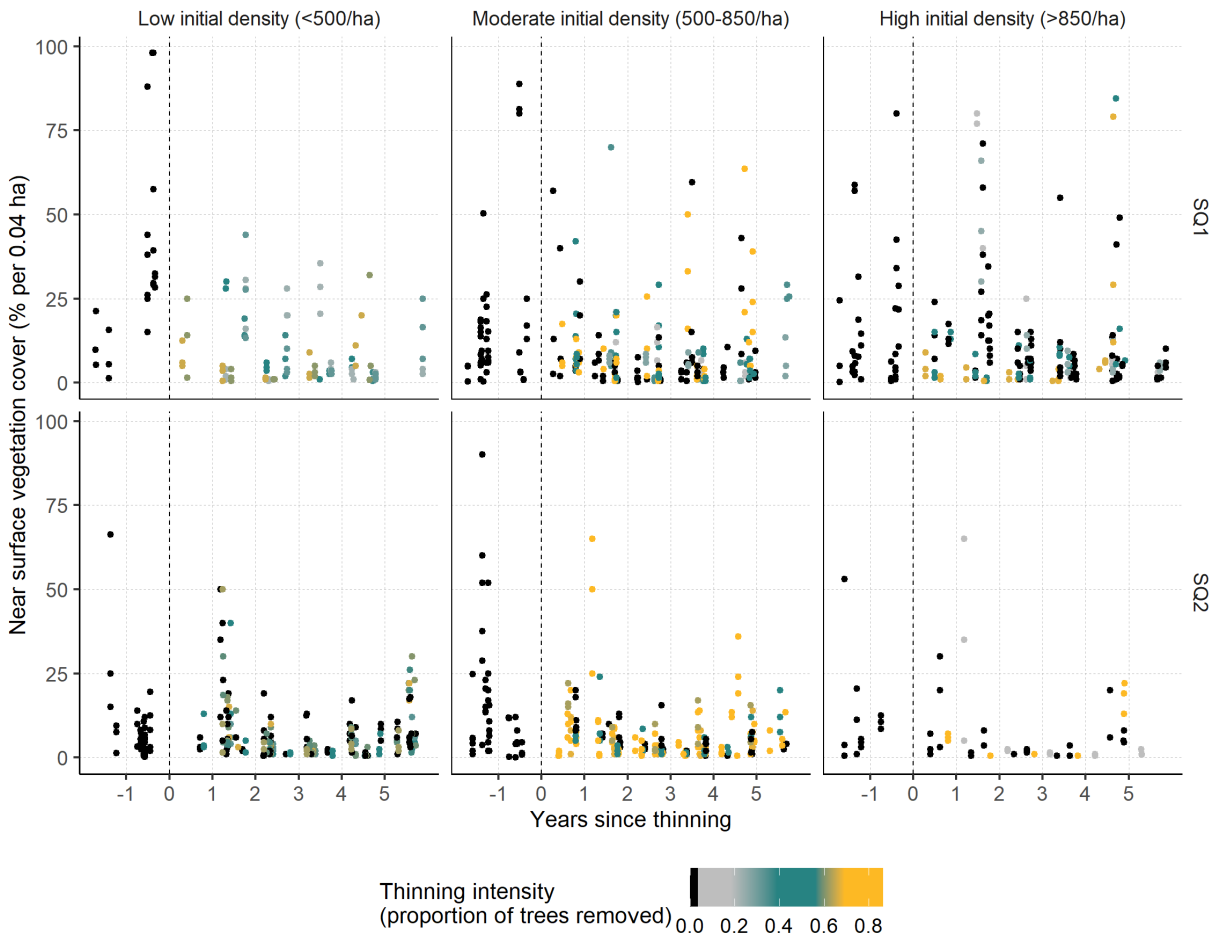 Low initial density (<500/ha)
Moderate initial density (500-850/ha)
High initial density (>850/ha)
100
75
50
25
0
SQ1
100
75
50
25
0
SQ2
Near surface vegetation cover (% per 0.04 ha)
-1 0 1 2 3 4 5
-1 0 1 2 3 4 5
-1 0 1 2 3 4 5
Years since thinning
Thinning intensity
(proportion of trees removed)
0.0 0.2 0.4 0.6 0.8